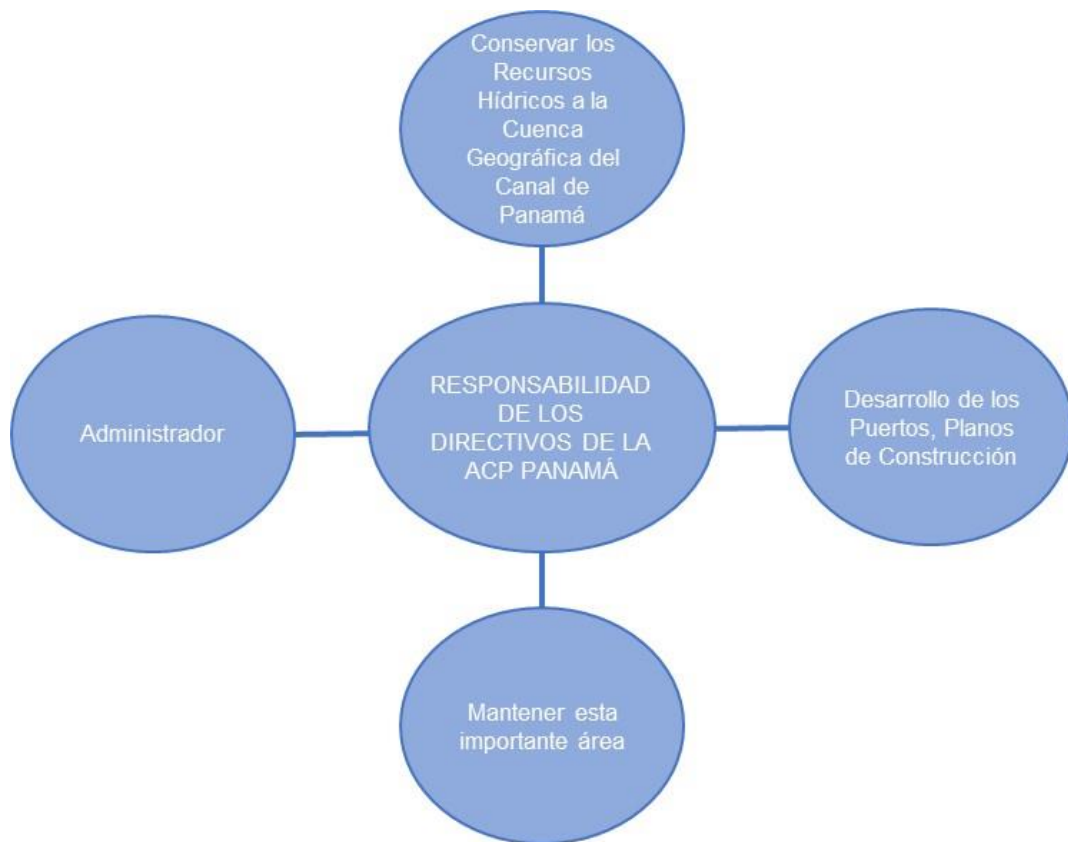 Conservar los
Recursos
Hídricos a la
Cuenca
Geográfica del
Canal de
Panamá
Administrador
RESPONSABILIDAD
DE LOS
DIRECTIVOS DE LA
ACP PANAMÁ
Desarrollo de los
Puertos, Planos
de Construcción
Mantener esta
importante área